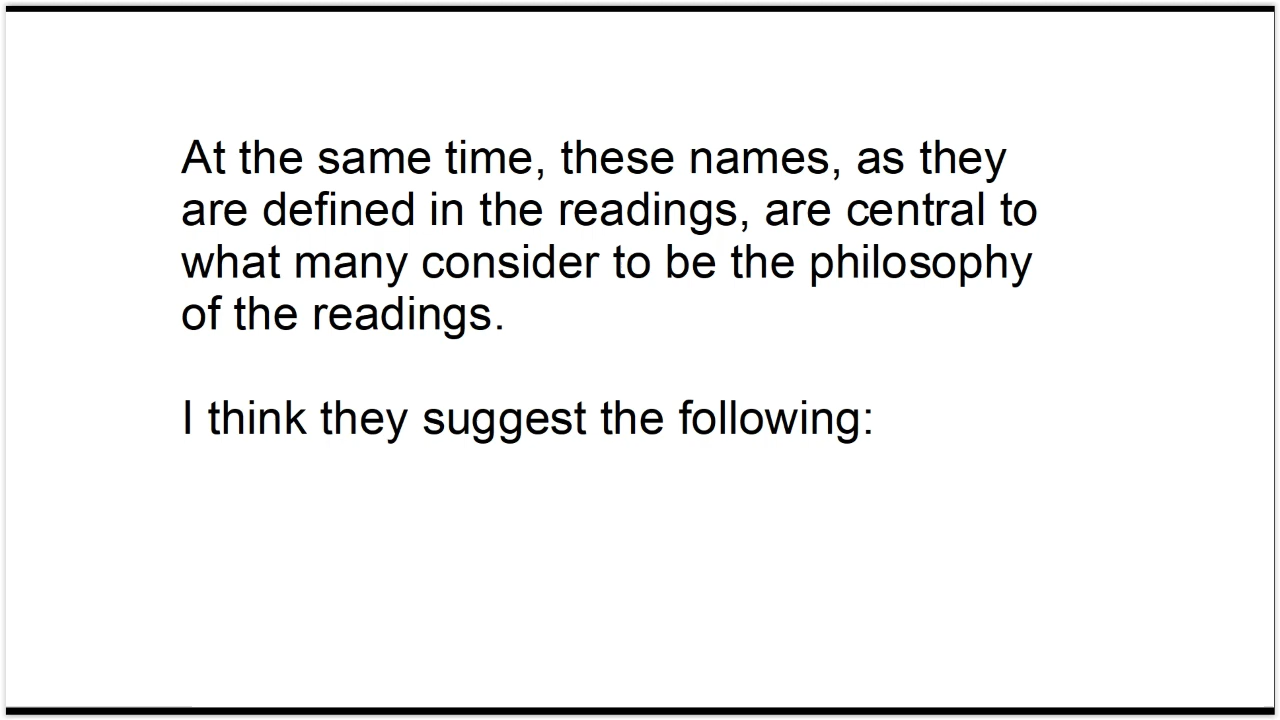 At the same time, these names, as they
are defined in the readings, are central to
what many consider to be the philosophy
of the readings.
I think they suggest the following: